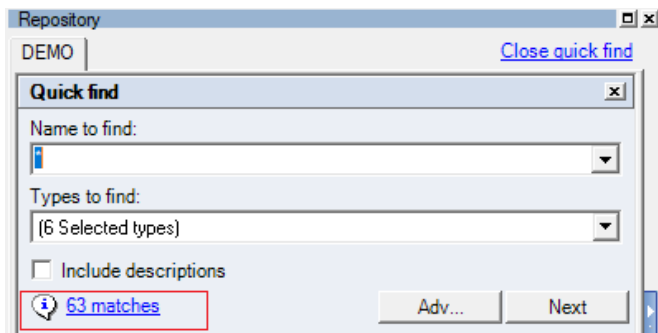 Repository
DEMO
Close quick find
Quick find
Name to find:
*
Types to find:
(6 Selected types)
Include descriptions
63 matches
Adv...
Next